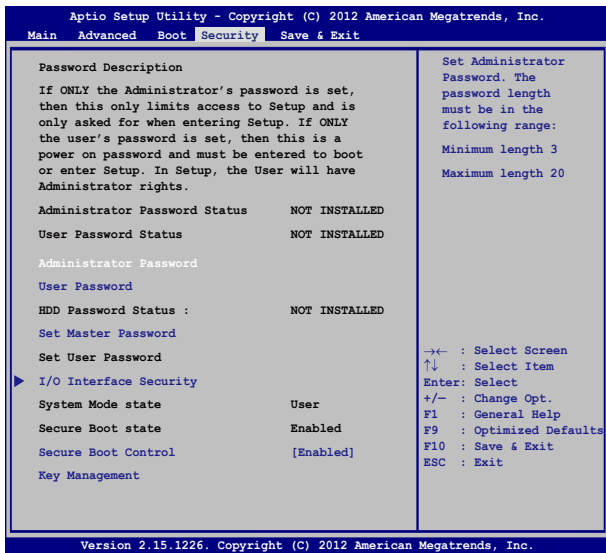 Aptio Setup Utility - Copyright (C) 2012 American Megatrends, Inc.
Main Advanced Boot Security Save & Exit
Password Description
If ONLY the Administrator's password is set,
then this only limits access to Setup and is
only asked for when entering Setup. If ONLY
the user's password is set, then this is a
power on password and must be entered to boot
or enter Setup. In Setup, the User will have
Administrator rights.
Administrator Password Status NOT INSTALLED
User Password Status NOT INSTALLED
Administrator Password
User Password
HDD Password Status : NOT INSTALLED
Set Master Password
Set User Password
I/O Interface Security
System Mode state User
Secure Boot state Enabled
Secure Boot Control [Enabled]
Key Management
Set Administrator
Password. The
password length
must be in the
following range:
Minimum length 3
Maximum length 20
→← : Select Screen
↑↓ : Select Item
Enter: Select
+/— : Change Opt.
F1 : General Help
F9 : Optimized Defaults
F10 : Save & Exit
ESC : Exit
Version 2.15.1226. Copyright (C) 2012 American Megatrends, Inc.